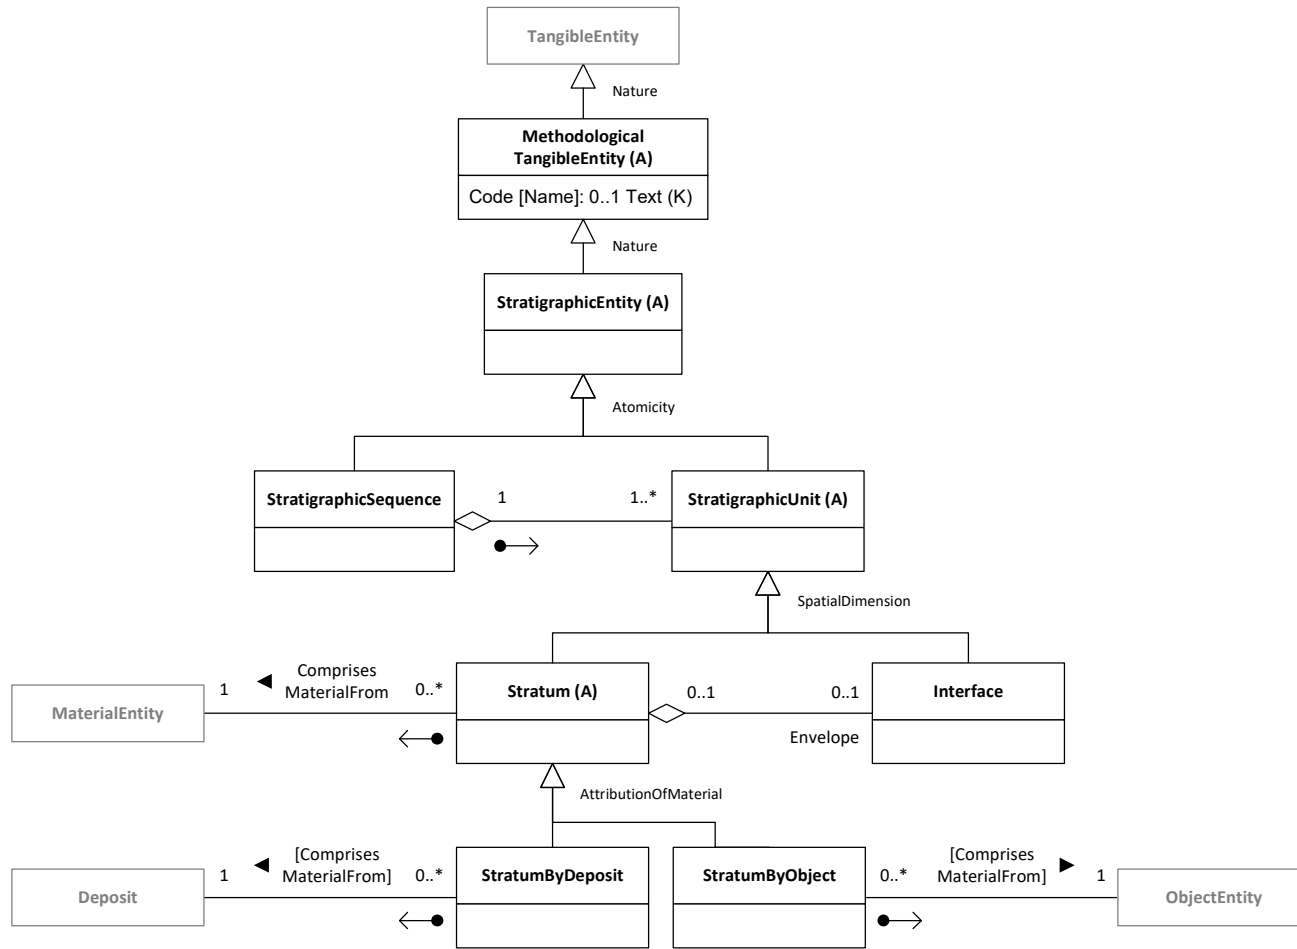 TangibleEntity
Nature
Methodological
TangibleEntity (A)
Code [Name]: 0..1 Text (K)
Nature
StratigraphicEntity (A)
Atomicity
StratigraphicSequence
1
1..*
StratigraphicUnit (A)
SpatialDimension
MaterialEntity
1
Comprises
MaterialFrom
0..*
Stratum (A)
0..1
0..1
Envelope
Interface
AttributionOfMaterial
Deposit
1
[Comprises
MaterialFrom]
0..*
StratumByDeposit
StratumByObject
0..*
[Comprises
MaterialFrom]
1
ObjectEntity